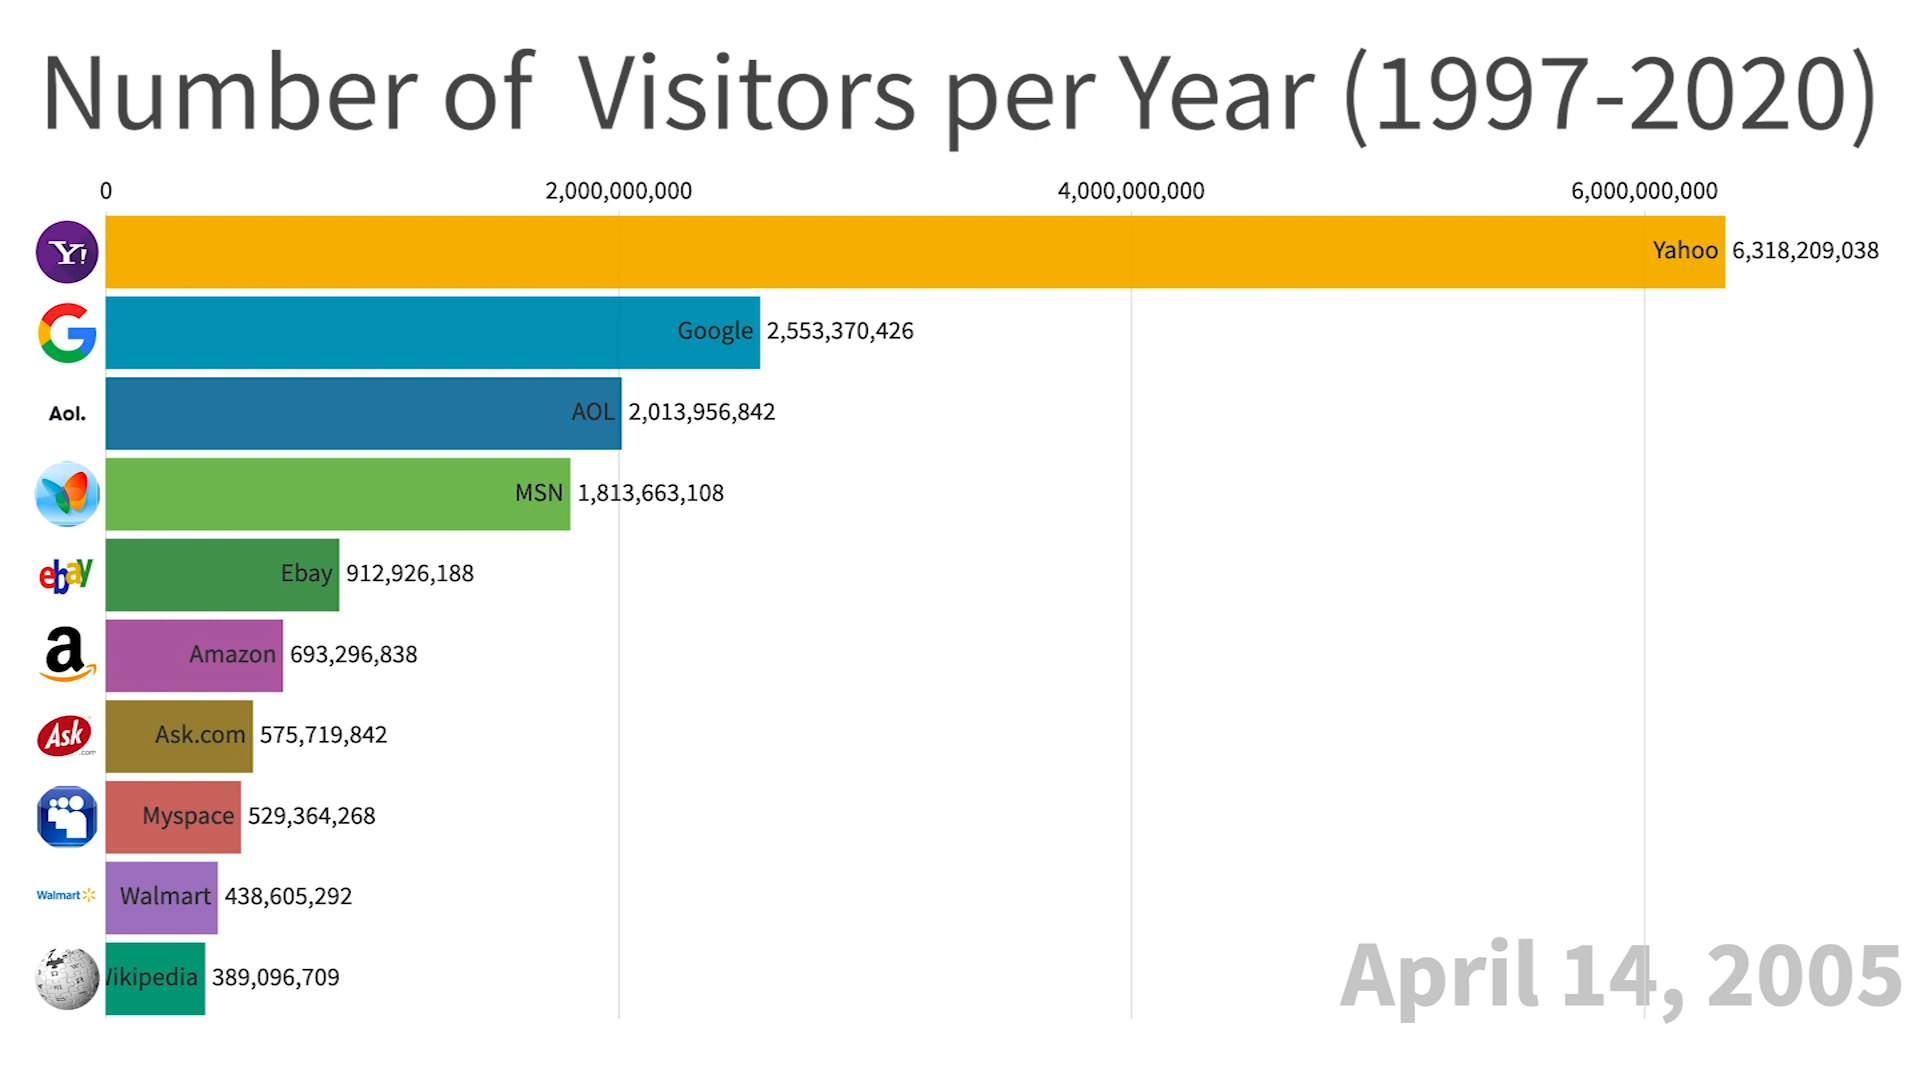 Number of Visitors per Year (1997-2020)
0 2,000,000,000 4,000,000,000 6,000,000,000
Y! Yahoo 6,318,209,038
G Google 2,553,370,426
Aol. AOL 2,013,956,842
MSN 1,813,663,108
ebay Ebay 912,926,188
a Amazon 693,296,838
Ask .com Ask.com 575,719,842
Myspace 529,364,268
Walmart Walmart 438,605,292
ikipedia 389,096,709
April 14, 2005